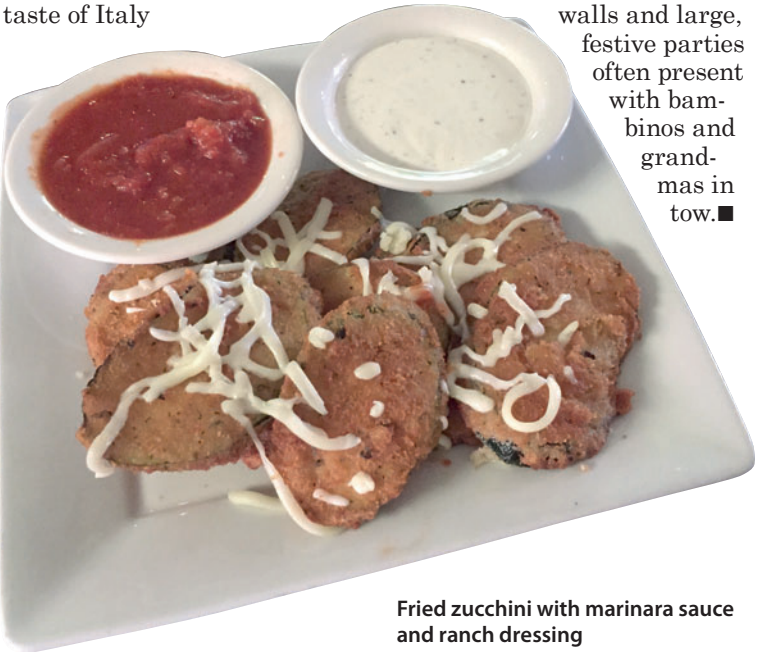 taste of Italy
walls and large,
festive parties
often present
with bam-
binos and
grand-
mas in
tow.■
Fried zucchini with marinara sauce
and ranch dressing